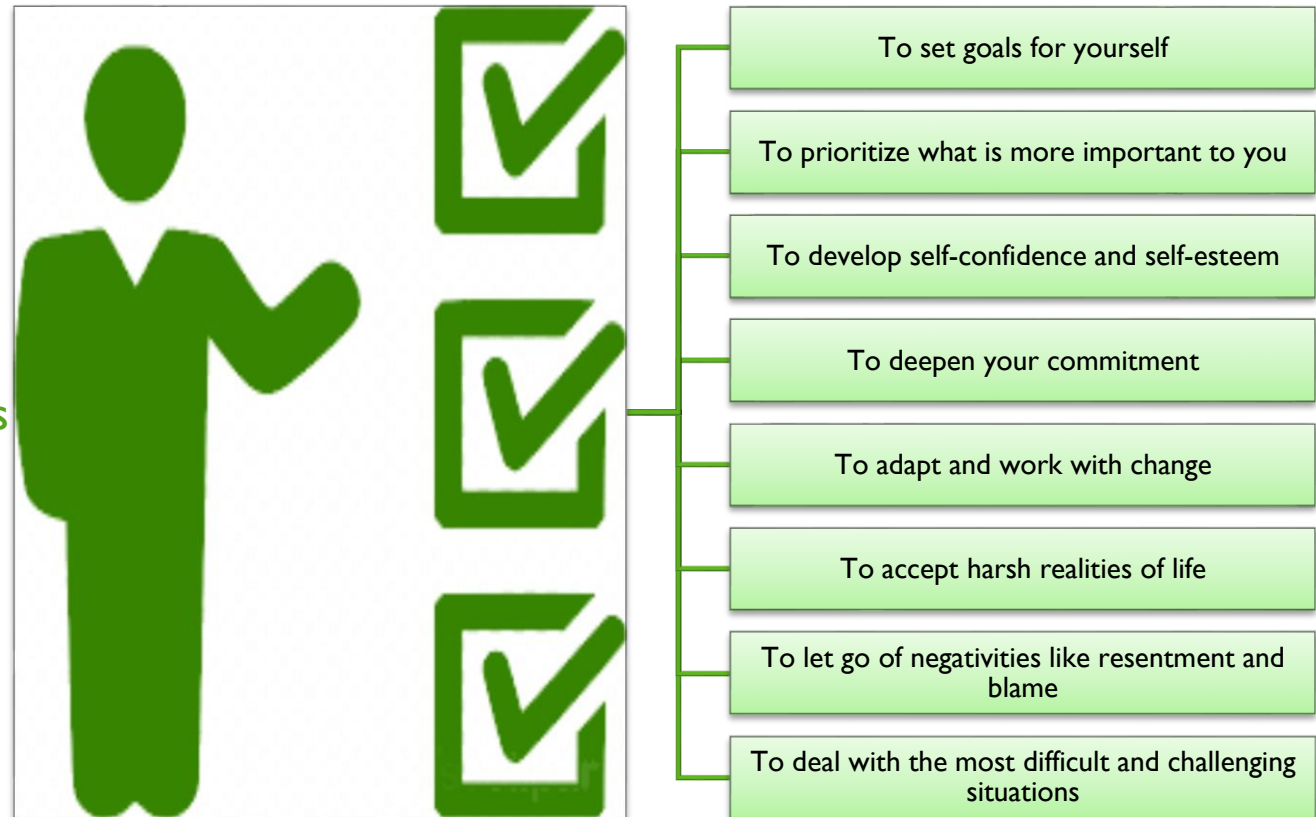 s
To set goals for yourself
To prioritize what is more important to you
To develop self-confidence and self-esteem
To deepen your commitment
To adapt and work with change
To accept harsh realities of life
To let go of negativities like resentment and
blame
To deal with the most difficult and challenging
situations